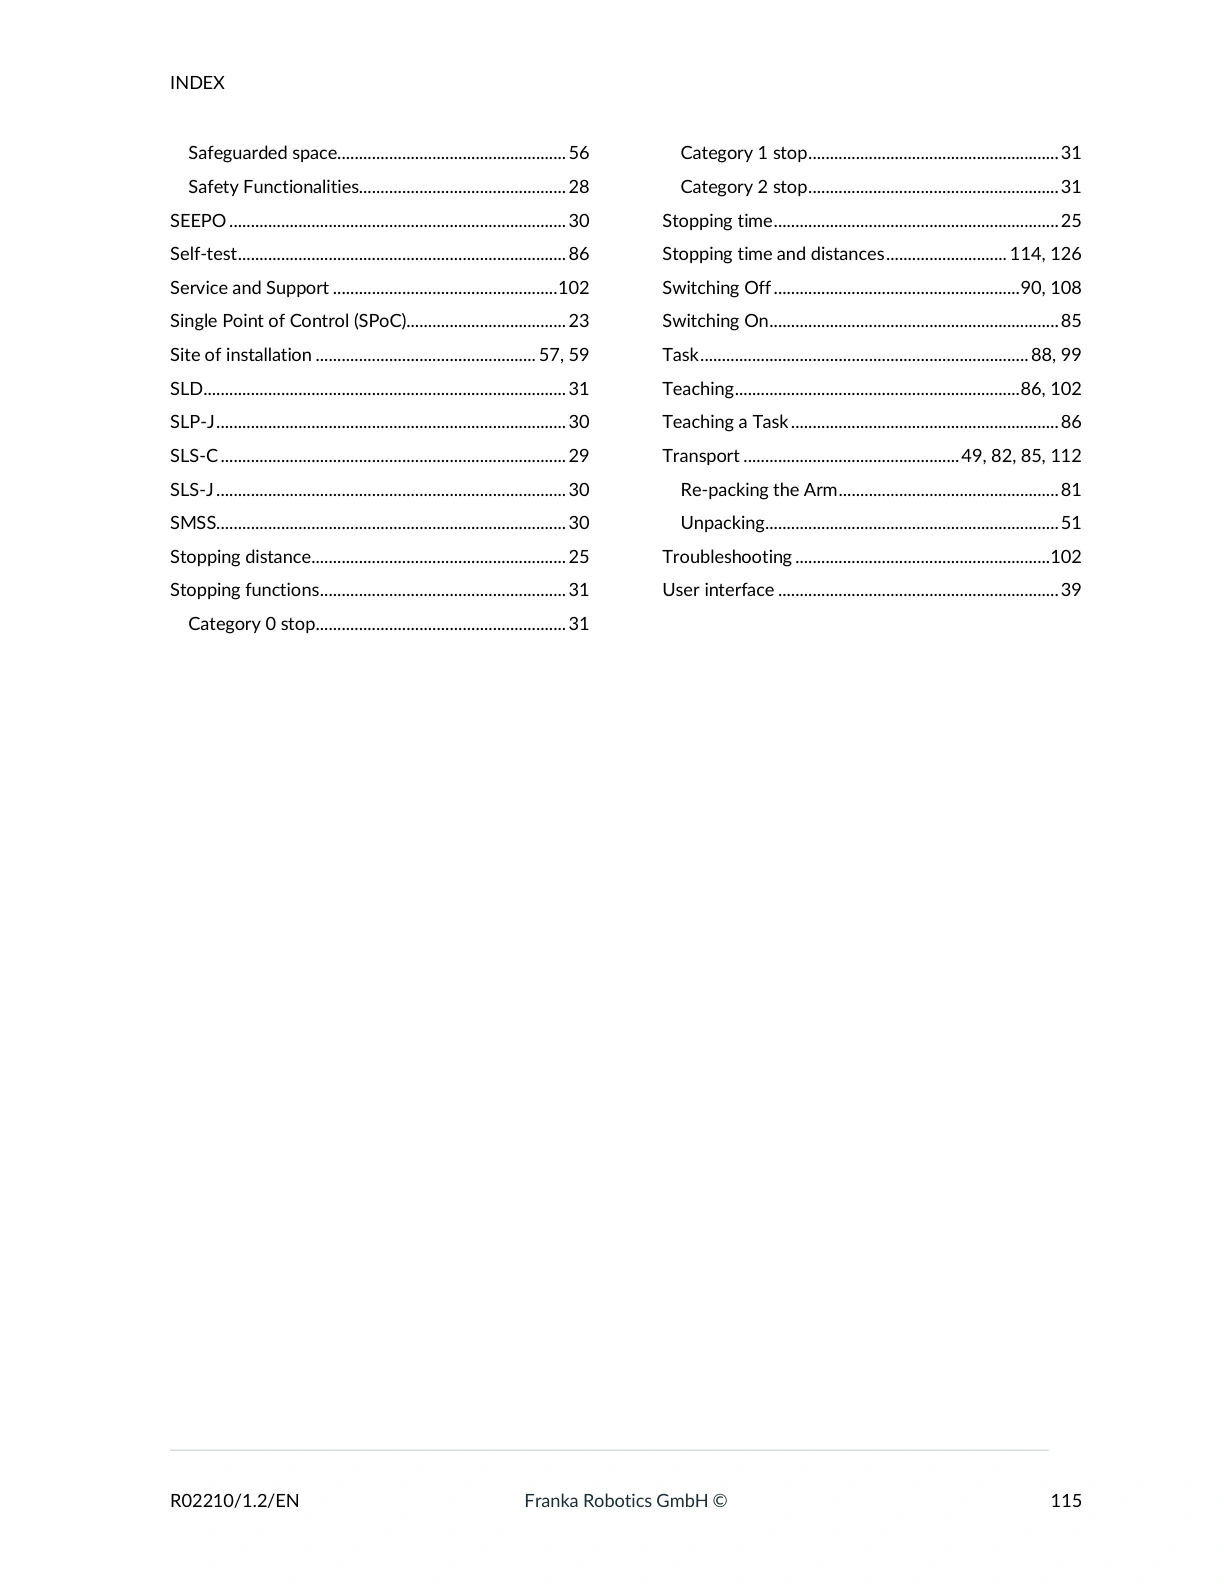 INDEX
Safeguarded space 56
Safety Functionalities 28
SEEPO 30
Self-test 86
Service and Support 102
Single Point of Control (SPoC) 23
Site of installation 57, 59
SLD 31
SLP-J 30
SLS-C 29
SLS-J 30
SMSS 30
Stopping distance 25
Stopping functions 31
Category 0 stop 31
Category 1 stop 31
Category 2 stop 31
Stopping time 25
Stopping time and distances 114, 126
Switching Off 90, 108
Switching On 85
Task 88, 99
Teaching 86, 102
Teaching a Task 86
Transport 49, 82, 85, 112
Re-packing the Arm 81
Unpacking 51
Troubleshooting 102
User interface 39
R02210/1.2/EN
Franka Robotics GmbH ©
115